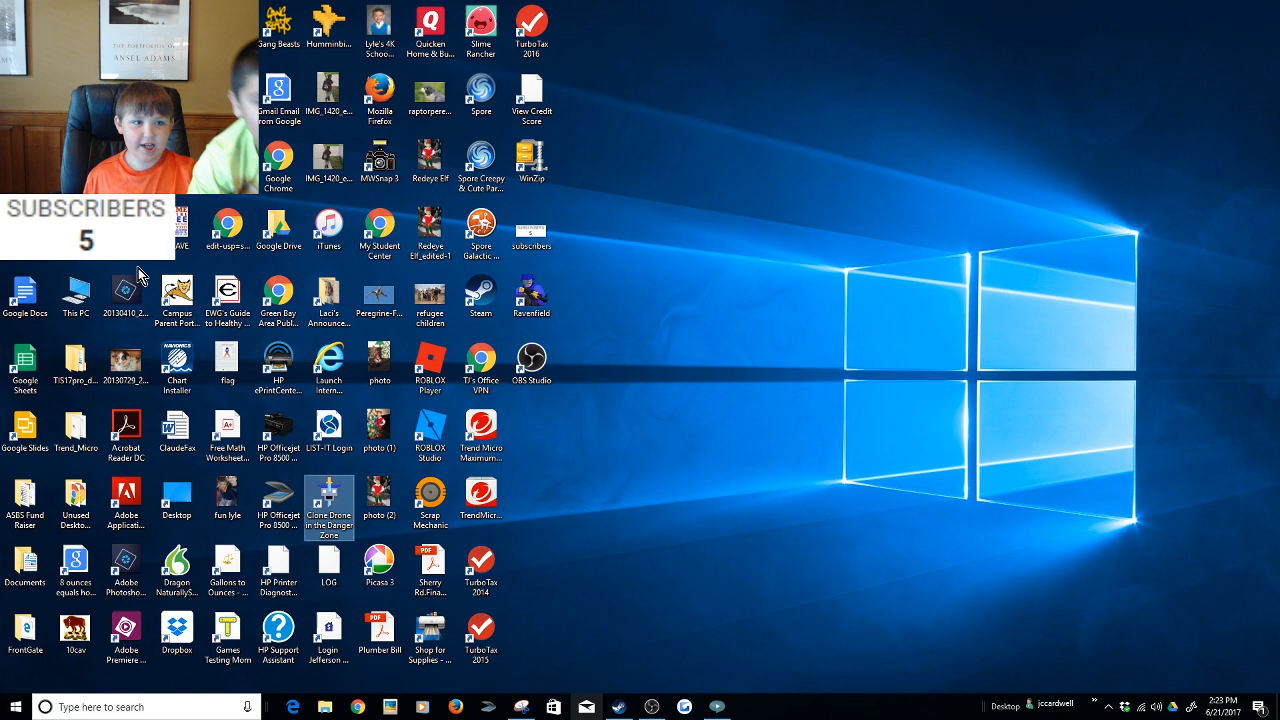 THE PORTFOLIOS OF
ANSEL ADAMS
SUBSCRIBERS
5
Gang Beasts
Hummingbi...
Lyle's 4K
Schoo...
Quicken
Home & Bu...
Slime
Rancher
TurboTax
2016
Gmail Email
from Google
IMG_1420_e...
Mozilla
Firefox
raptorpere...
Spore
View Credit
Score
Google
Chrome
IMG_1420_e...
MWSnap 3
Redeye Elf
Spore Creepy
& Cute Par...
WinZip
AVE
edit-usp=s...
Google Drive
iTunes
My Student
Center
Redeye
Elf_edited-1
Spore
Galactic ...
subscribers
Google Docs
This PC
20130410_2...
Campus
Parent Port...
EWG's Guide
to Healthy ...
Green Bay
Area Publ...
Laci's
Announce...
Peregrine-F...
refugee
children
Steam
Ravenfield
Google
Sheets
TIS17pro_d...
20130729_2...
NAVIONICS
Chart
Installer
flag
HP
ePrintCente...
Launch
Intern...
photo
ROBLOX
Player
TJ's Office
VPN
OBS Studio
Google Slides
Trend_Micro
Acrobat
Reader DC
ClaudeFax
Free Math
Worksheet...
HP Officejet
Pro 8500 ...
LIST-IT Login
photo (1)
ROBLOX
Studio
Trend Micro
Maximum...
ASBS Fund
Raiser
Unused
Deskto...
Adobe
Applicati...
Desktop
fun lyle
HP Officejet
Pro 8500 ...
Clone Drone
in the Danger
Zone
photo (2)
Scrap
Mechanic
TrendMicr...
Documents
8 ounces
equals ho...
Adobe
Photosho...
Dragon
NaturallyS...
Gallons to
Ounces - ...
HP Printer
Diagnost...
LOG
Picasa 3
PDF
Sherry
Rd.Fina...
TurboTax
2014
FrontGate
10cav
Adobe
Premiere ...
Dropbox
Games
Testing Mom
HP Support
Assistant
Login
Jefferson ...
PDF
Plumber Bill
Shop for
Supplies - ...
TurboTax
2015
Type here to search
Desktop
jccardwell
2:23 PM
6/21/2017